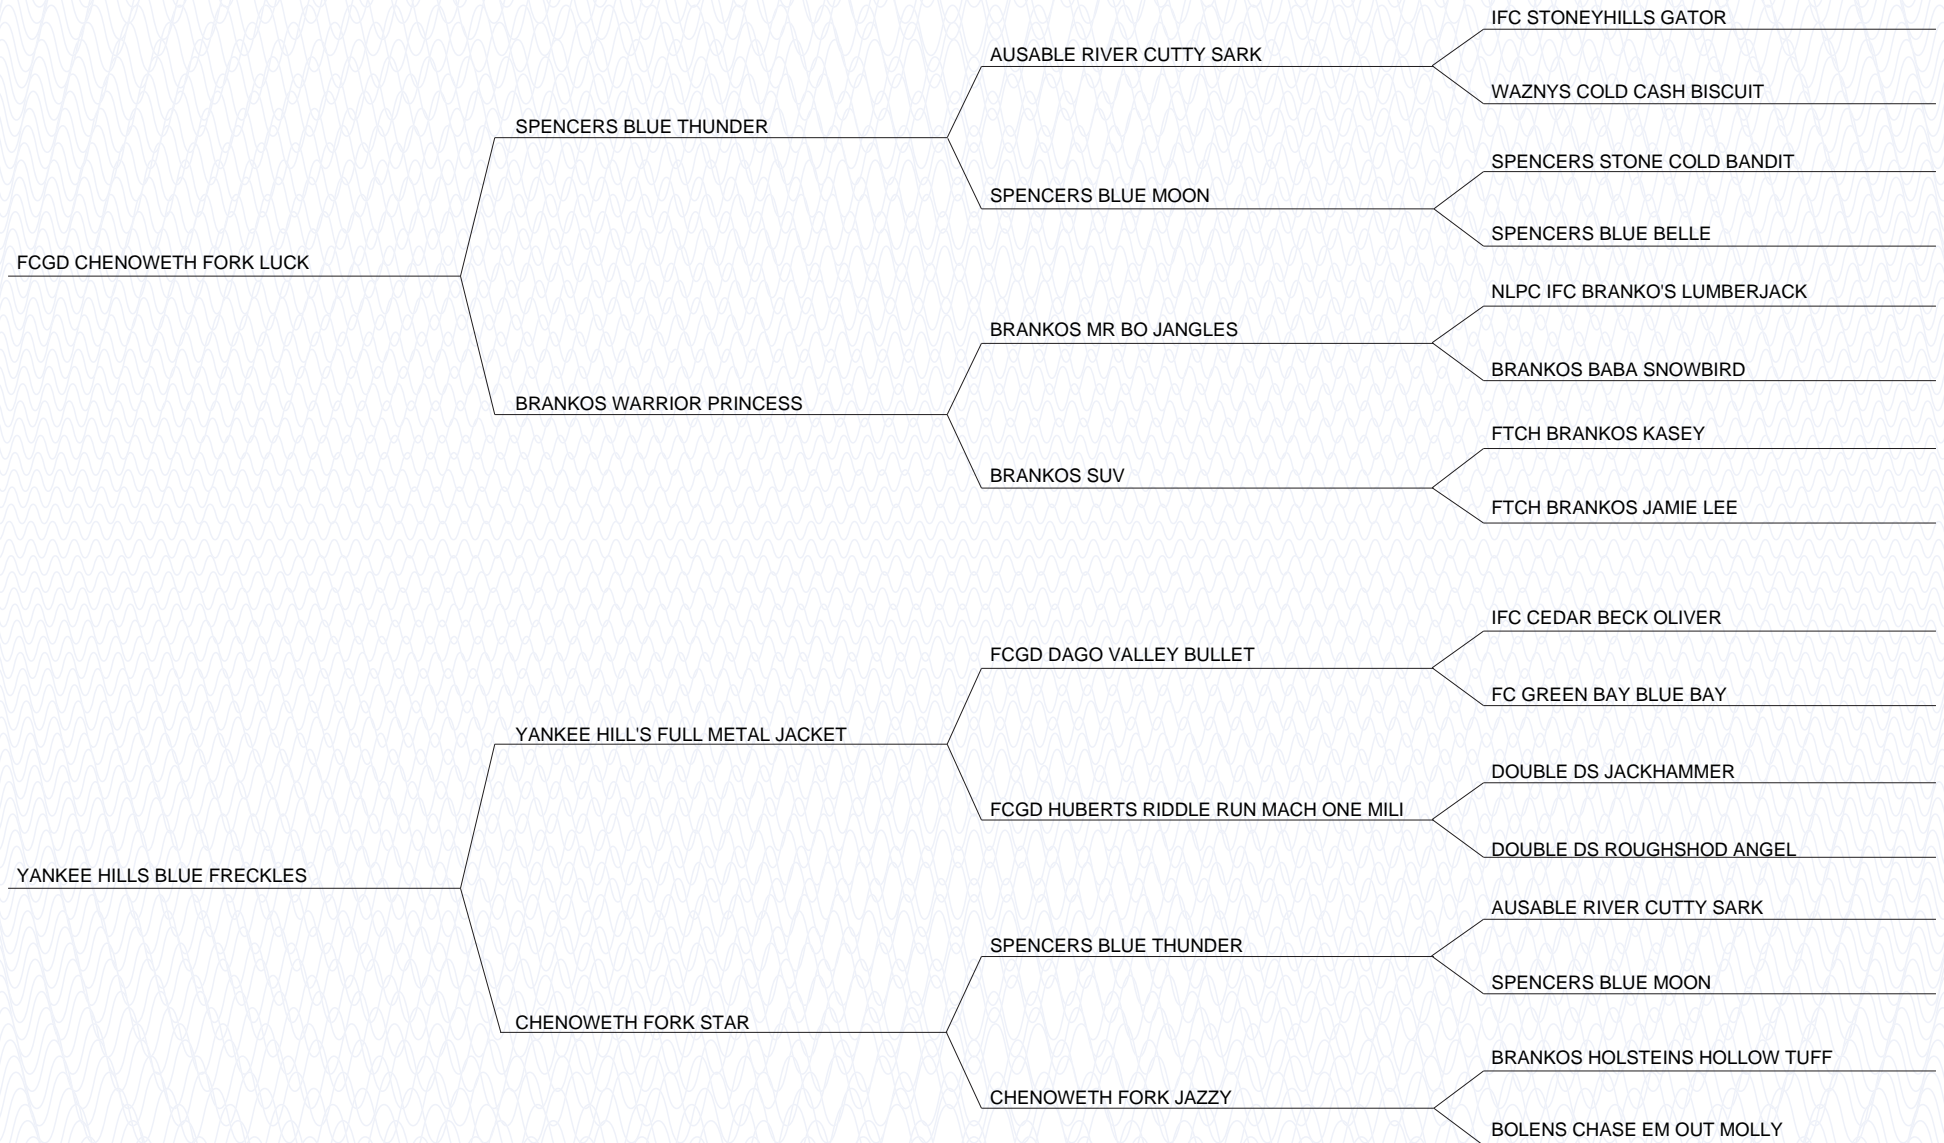 IFC STONEYHILLS GATOR
AUSABLE RIVER CUTTY SARK
WAZNYS COLD CASH BISCUIT
SPENCERS BLUE THUNDER
SPENCERS STONE COLD BANDIT
SPENCERS BLUE MOON
SPENCERS BLUE BELLE
FCGD CHENOWETH FORK LUCK
NLPC IFC BRANKO'S LUMBERJACK
BRANKOS MR BO JANGLES
BRANKOS BABA SNOWBIRD
BRANKOS WARRIOR PRINCESS
FTCH BRANKOS KASEY
BRANKOS SUV
FTCH BRANKOS JAMIE LEE
IFC CEDAR BECK OLIVER
FCGD DAGO VALLEY BULLET
FC GREEN BAY BLUE BAY
YANKEE HILL'S FULL METAL JACKET
DOUBLE DS JACKHAMMER
FCGD HUBERTS RIDDLE RUN MACH ONE MILI
DOUBLE DS ROUGHSHOD ANGEL
YANKEE HILLS BLUE FRECKLES
AUSABLE RIVER CUTTY SARK
SPENCERS BLUE THUNDER
SPENCERS BLUE MOON
CHENOWETH FORK STAR
BRANKOS HOLSTEINS HOLLOW TUFF
CHENOWETH FORK JAZZY
BOLENS CHASE EM OUT MOLLY